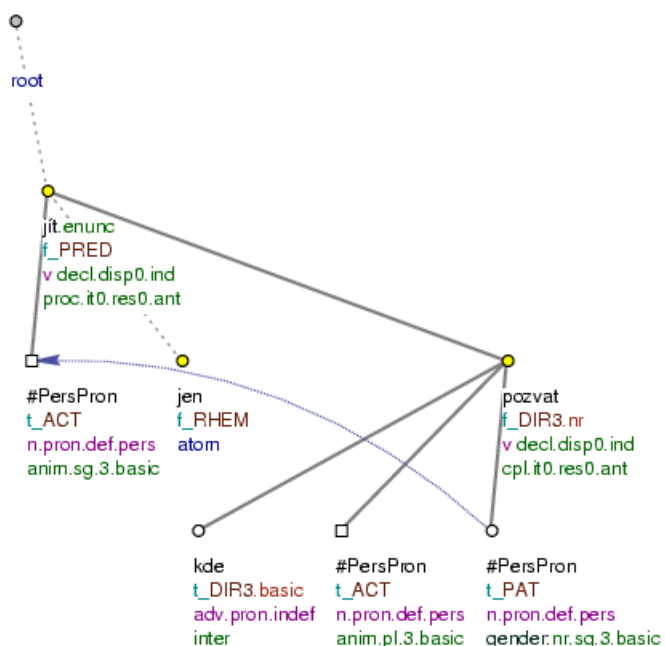 root
jít.enunc
f_PRED
v decl.disp0.ind
proc.it0.res0.ant
#PersPron
t_ACT
n.pron.def.pers
anim.sg.3.basic
jen
f_RHEM
atom
pozvat
f_DIR3.nr
v decl.disp0.ind
cpl.it0.res0.ant
kde
t_DIR3.basic
adv.pron.indef
inter
#PersPron
t_ACT
n.pron.def.pers
anim.pl.3.basic
#PersPron
t_PAT
n.pron.def.pers
gender.nr.sg.3.basic